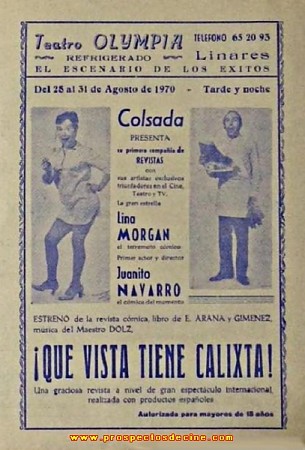 Teatro OLYMPIA TELEFONO 65 20 93
REFRIGERADO Linares
EL ESCENARIO DE LOS EXITOS
Del 25 al 31 de Agosto de 1970 - Tarde y noche
Colsada
PRESENTA
su primera compañía de
REVISTAS
con
sus artistas exclusivos
triunfadores en el Cine,
Teatro y TV.
La gran estrella
Lina
MORGAN
el terremoto cómico
Primer actor y director
Juanito
NAVARRO
el cómico del momento
ESTRENO de la revista cómica, libro de E. ARANA y GIMENEZ,
música del Maestro DOLZ,
¡QUE VISTA TIENE CALIXTA!
Una graciosa revista a nivel de gran espectáculo internacional,
realizada con productos españoles
Autorizada para mayores de 18 años
www.prospectosdecine.com